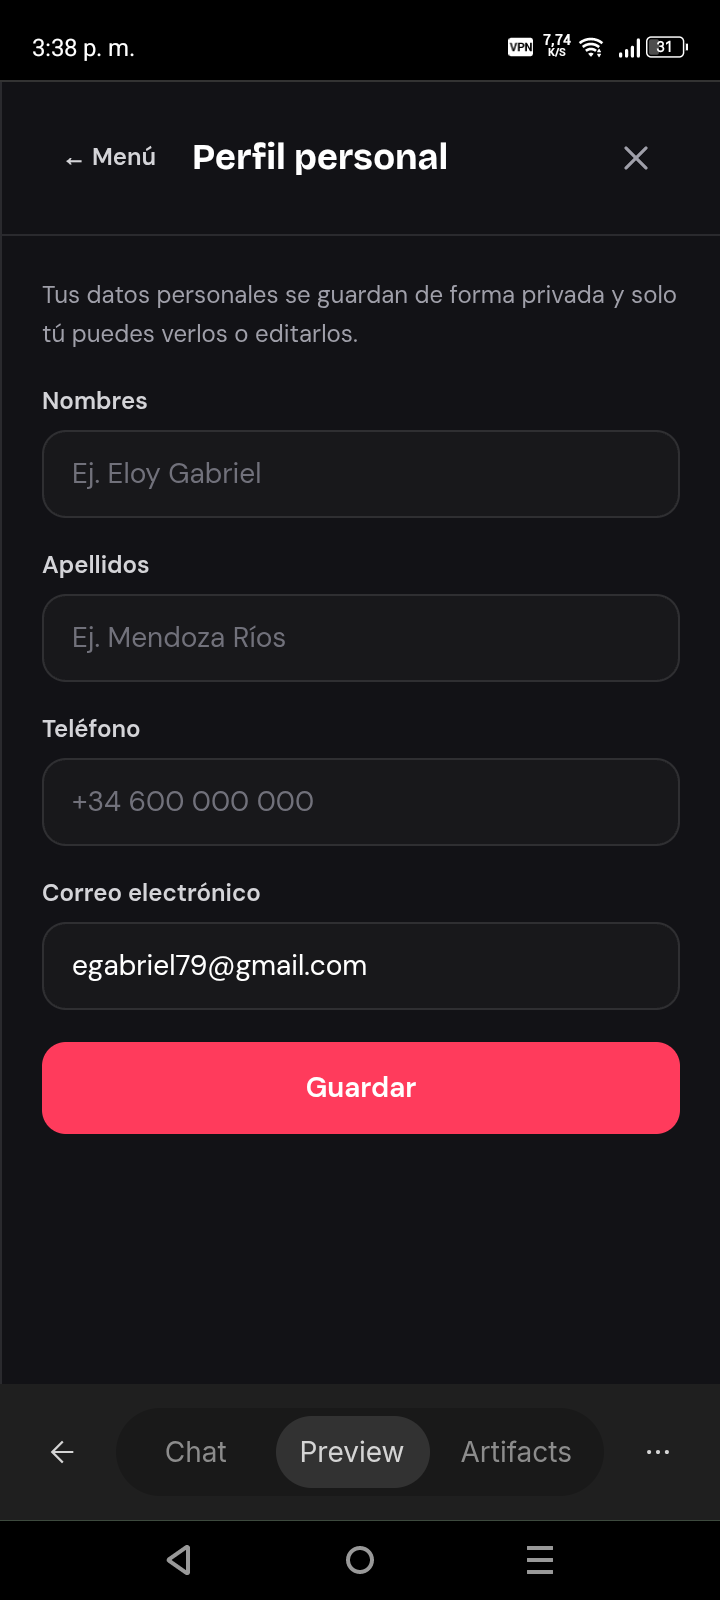 3:38 p. m.
VPN 7,74 K/S 31
← Menú Perfil personal
Tus datos personales se guardan de forma privada y solo
tú puedes verlos o editarlos.
Nombres
Ej. Eloy Gabriel
Apellidos
Ej. Mendoza Ríos
Teléfono
+34 600 000 000
Correo electrónico
egabriel79@gmail.com
Guardar
Chat Preview Artifacts